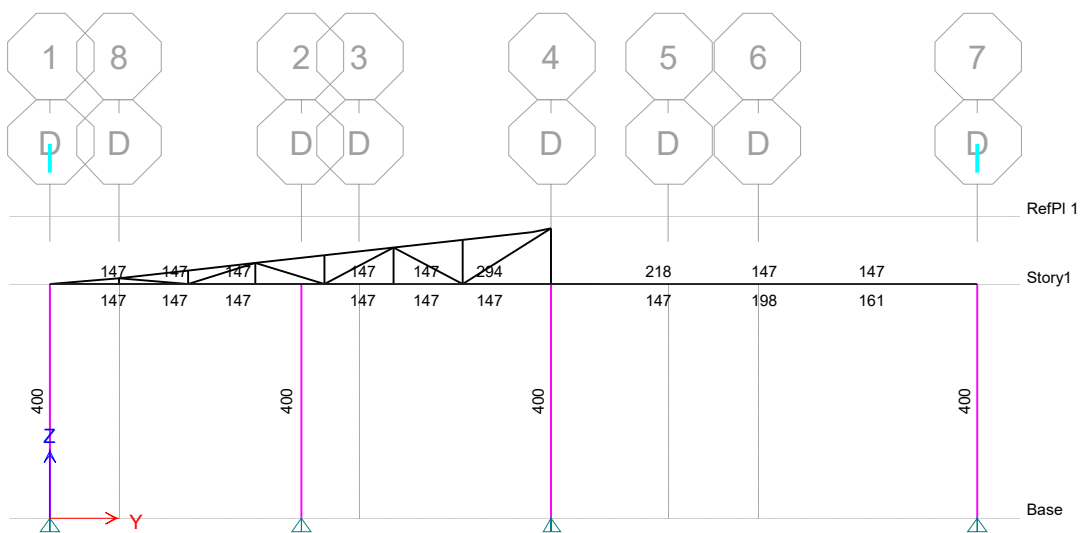 1 8 2 3 4 5 6 7
D D D D D D D D
RefPl 1
147 147 147 147 147 294 218 147 147
Story1
147 147 147 147 147 147 147 198 161
400 400 400 400
Z
Base
Y